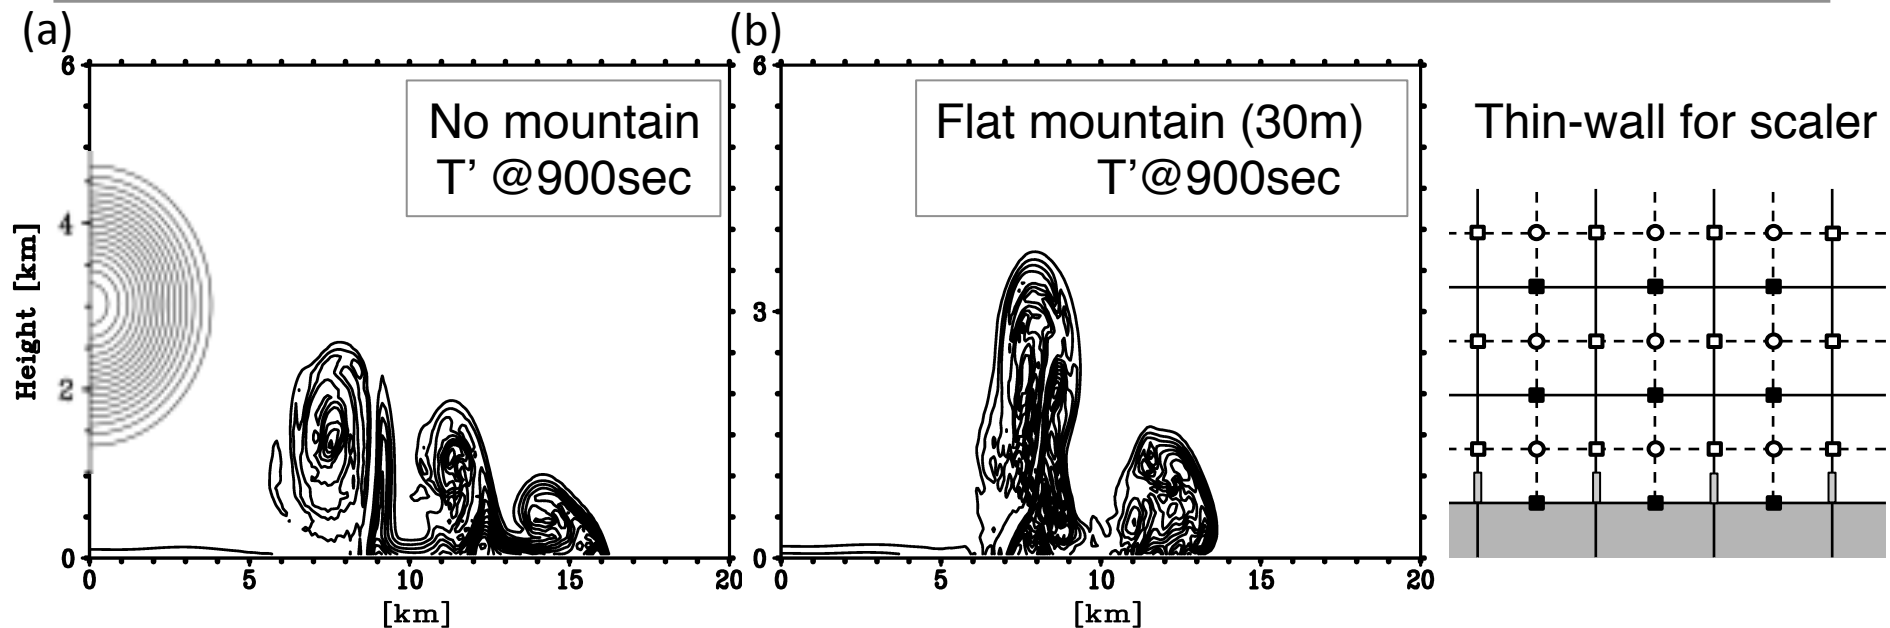 (a)
(b)
No mountain
T' @900sec
Flat mountain (30m)
T'@900sec
Thin-wall for scaler
Height [km]
6
4
2
0
0 5 10 15 20
[km]
6
3
0
0 5 10 15 20
[km]